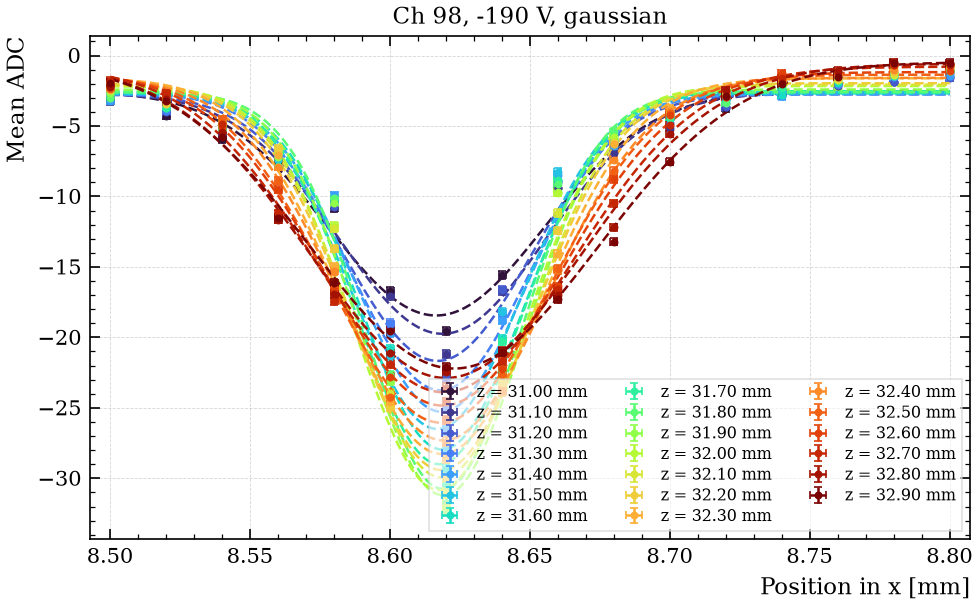 Ch 98, -190 V, gaussian
Mean ADC
0
−5
−10
−15
−20
−25
−30
z = 31.00 mm
z = 31.10 mm
z = 31.20 mm
z = 31.30 mm
z = 31.40 mm
z = 31.50 mm
z = 31.60 mm
z = 31.70 mm
z = 31.80 mm
z = 31.90 mm
z = 32.00 mm
z = 32.10 mm
z = 32.20 mm
z = 32.30 mm
z = 32.40 mm
z = 32.50 mm
z = 32.60 mm
z = 32.70 mm
z = 32.80 mm
z = 32.90 mm
8.50 8.55 8.60 8.65 8.70 8.75 8.80
Position in x [mm]